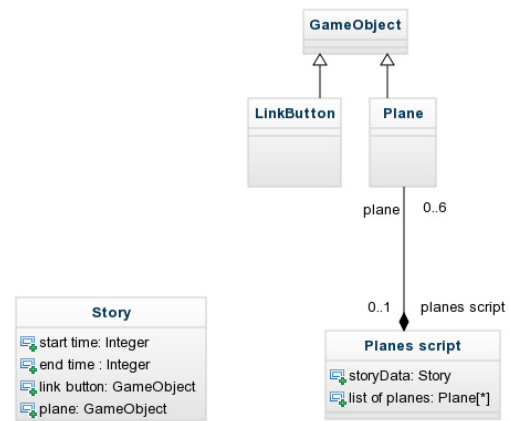 GameObject
LinkButton
Plane
plane
0..6
0..1
planes script
Story
start time: Integer
end time : Integer
link button: GameObject
plane: GameObject
Planes script
storyData: Story
list of planes: Plane[*]